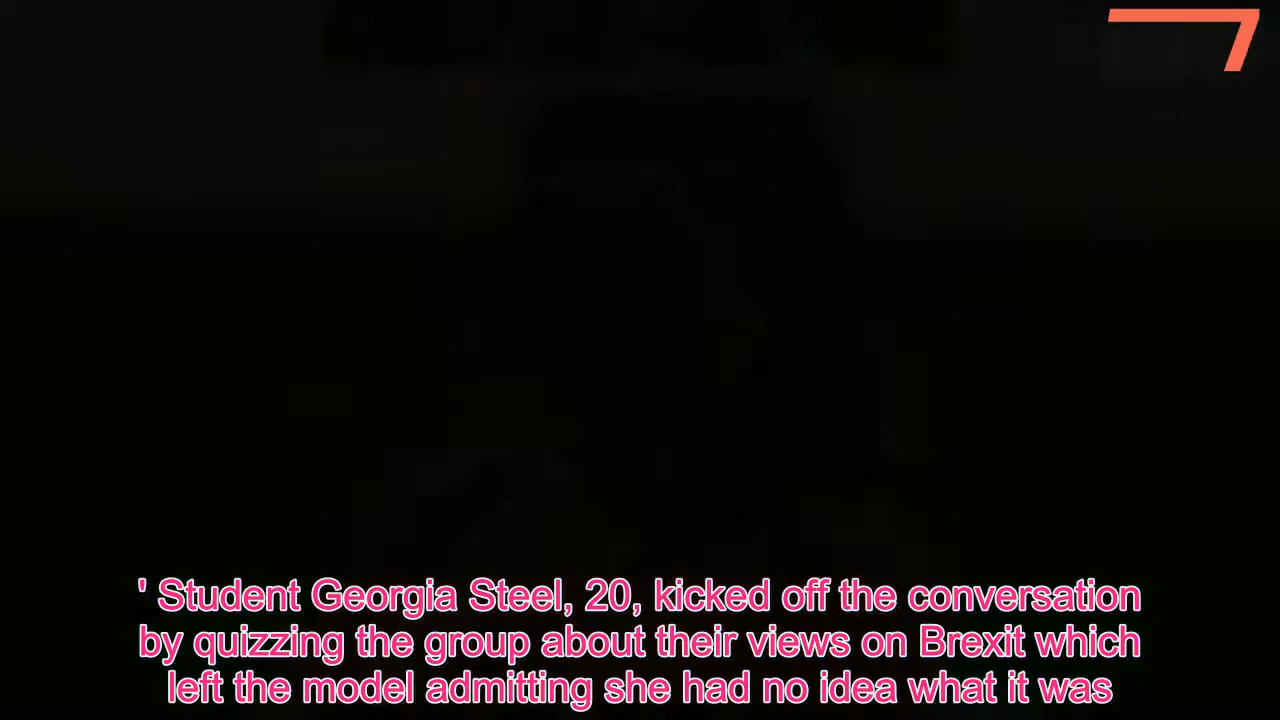 ' Student Georgia Steel, 20, kicked off the conversation
by quizzing the group about their views on Brexit which
left the model admitting she had no idea what it was